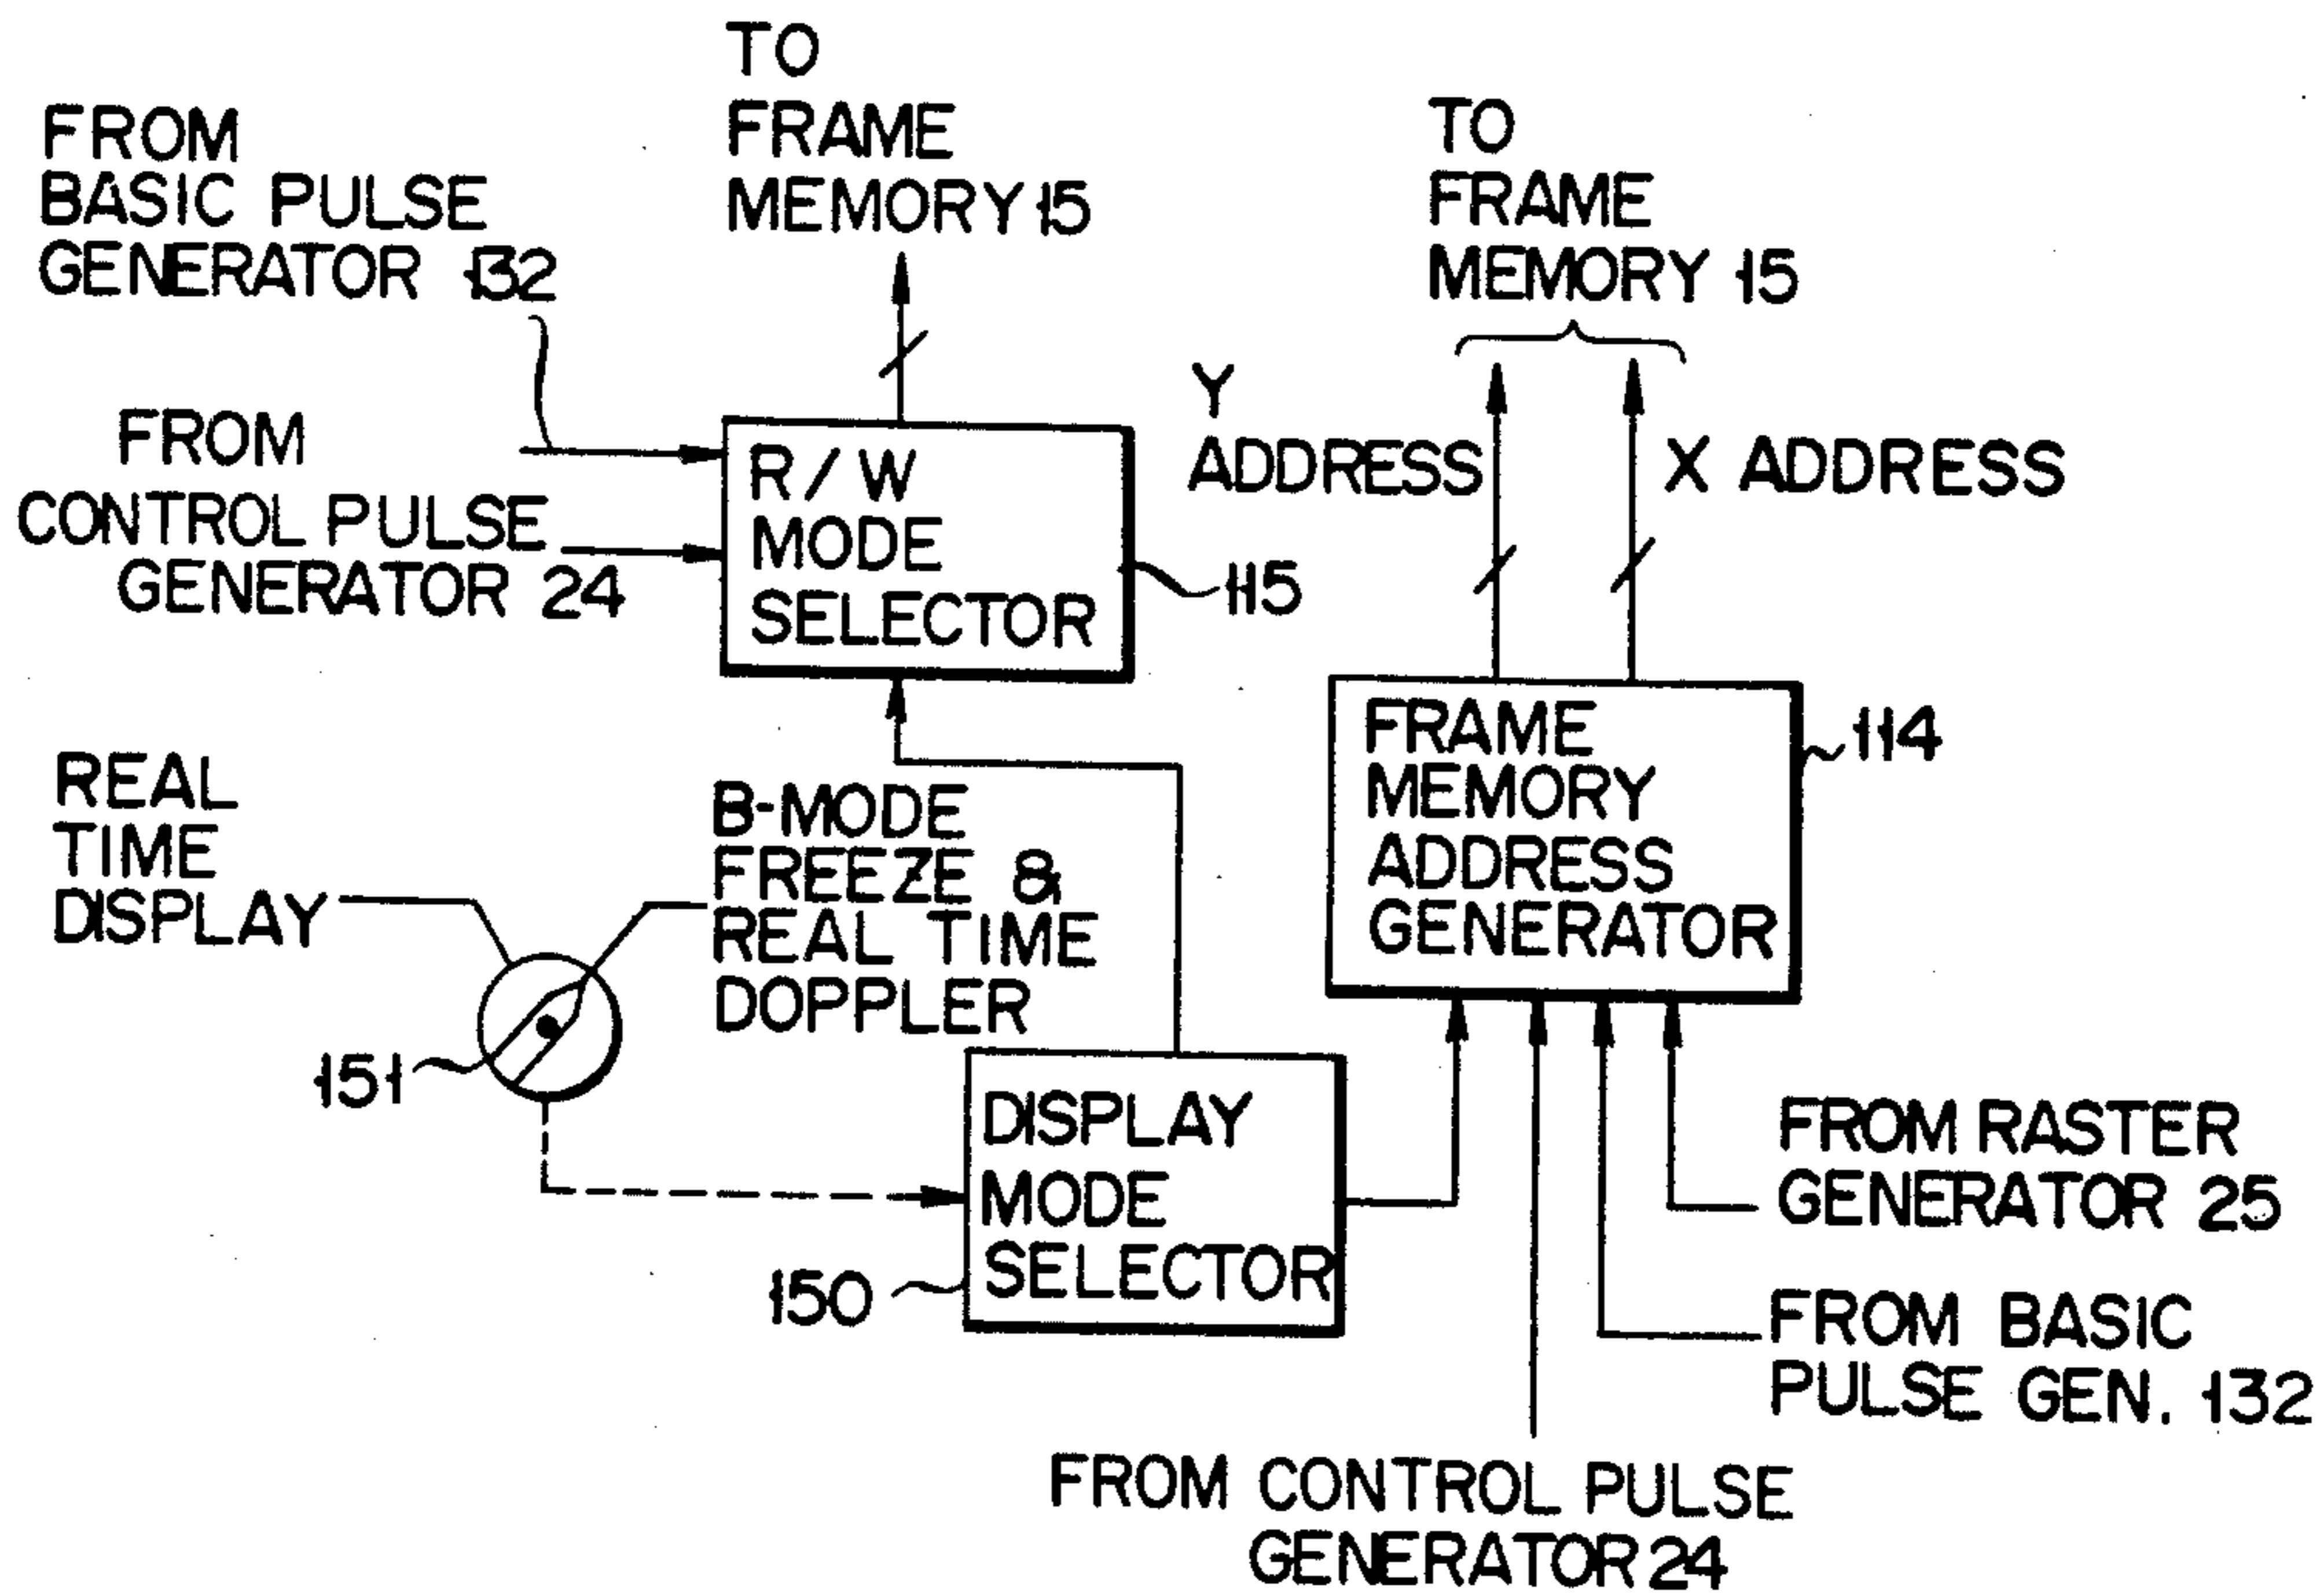 TO
FRAME
MEMORY 15
FROM
BASIC PULSE
GENERATOR 132
TO
FRAME
MEMORY 15
FROM
CONTROL PULSE
GENERATOR 24
R/W
MODE
SELECTOR
115
Y
ADDRESS
X ADDRESS
FRAME
MEMORY
ADDRESS
GENERATOR
114
REAL
TIME
DISPLAY
B-MODE
FREEZE &
REAL TIME
DOPPLER
151
DISPLAY
MODE
SELECTOR
150
FROM RASTER
GENERATOR 25
FROM BASIC
PULSE GEN. 132
FROM CONTROL PULSE
GENERATOR 24